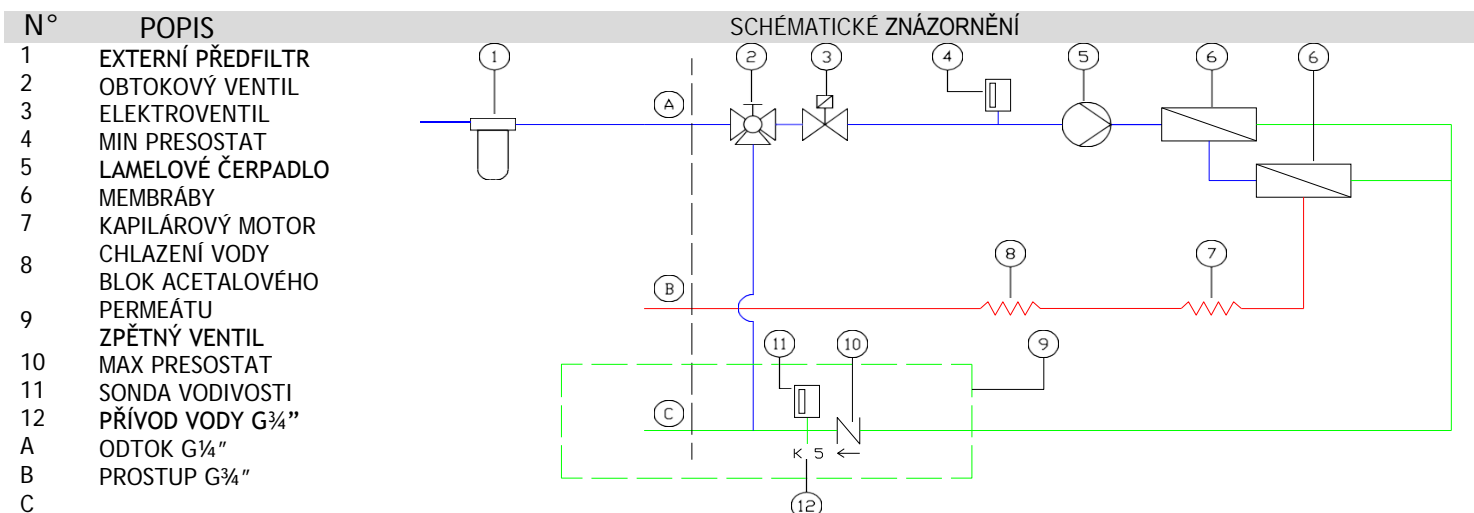 N° POPIS SCHÉMATICKÉ ZNÁZORNĚNÍ
1 EXTERNÍ PŘEDFILTR
2 OBTOKOVÝ VENTIL
3 ELEKTROVENTIL
4 MIN PRESOSTAT
5 LAMELOVÉ ČERPADLO
6 MEMBRÁBY
7 KAPILÁROVÝ MOTOR
8 CHLAZENÍ VODY
BLOK ACETALOVÉHO
9 PERMEÁTU
ZPĚTNÝ VENTIL
10 MAX PRESOSTAT
11 SONDA VODIVOSTI
12 PŘÍVOD VODY G¾”
A ODTOK G¼”
B PROSTUP G¾”
C
1 2 3 4 5 6 6
A
8 7
B
11 10 9
C
K 5 ←
12